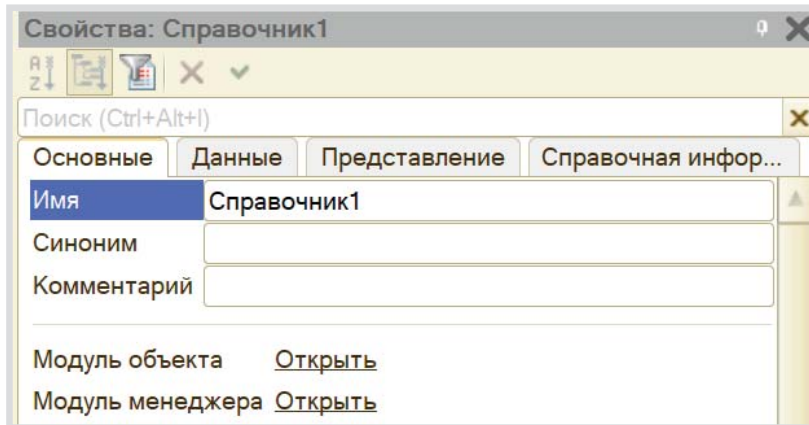 Свойства: Справочник1
Поиск (Ctrl+Alt+I)
Основные Данные Представление Справочная инфор...
Имя Справочник1
Синоним
Комментарий
Модуль объекта Открыть
Модуль менеджера Открыть